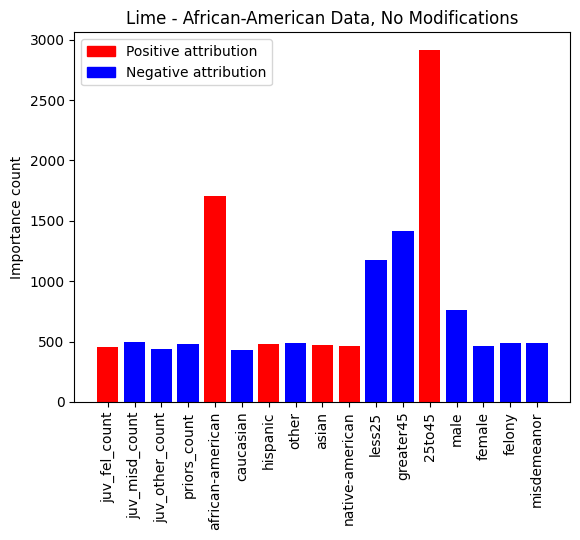 Lime - African-American Data, No Modifications
Positive attribution
Negative attribution
Importance count
3000
2500
2000
1500
1000
500
0
juv_fel_count
juv_misd_count
juv_other_count
priors_count
african-american
caucasian
hispanic
other
asian
native-american
less25
greater45
25to45
male
female
felony
misdemeanor